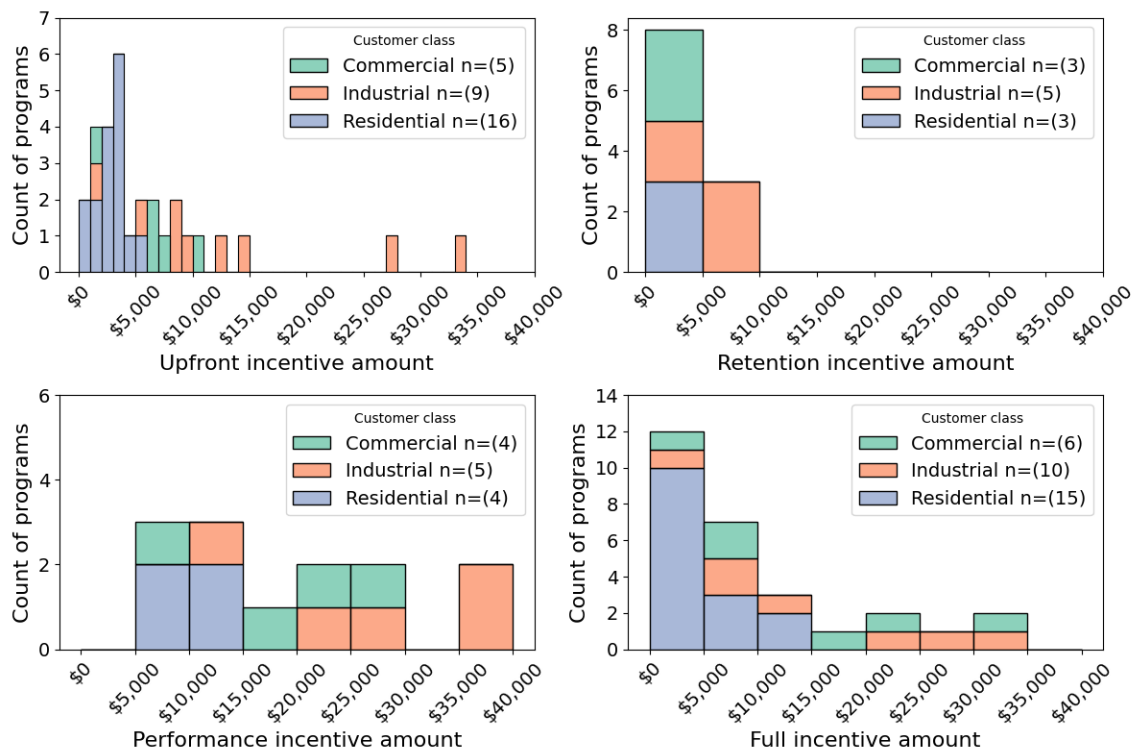 7
6
5
4
3
2
1
0
Count of programs
Customer class
Commercial n=(5)
Industrial n=(9)
Residential n=(16)
$0
$5,000
$10,000
$15,000
$20,000
$25,000
$30,000
$35,000
$40,000
Upfront incentive amount
8
6
4
2
0
Count of programs
Customer class
Commercial n=(3)
Industrial n=(5)
Residential n=(3)
$0
$5,000
$10,000
$15,000
$20,000
$25,000
$30,000
$35,000
$40,000
Retention incentive amount
6
4
2
0
Count of programs
Customer class
Commercial n=(4)
Industrial n=(5)
Residential n=(4)
$0
$5,000
$10,000
$15,000
$20,000
$25,000
$30,000
$35,000
$40,000
Performance incentive amount
14
12
10
8
6
4
2
0
Count of programs
Customer class
Commercial n=(6)
Industrial n=(10)
Residential n=(15)
$0
$5,000
$10,000
$15,000
$20,000
$25,000
$30,000
$35,000
$40,000
Full incentive amount